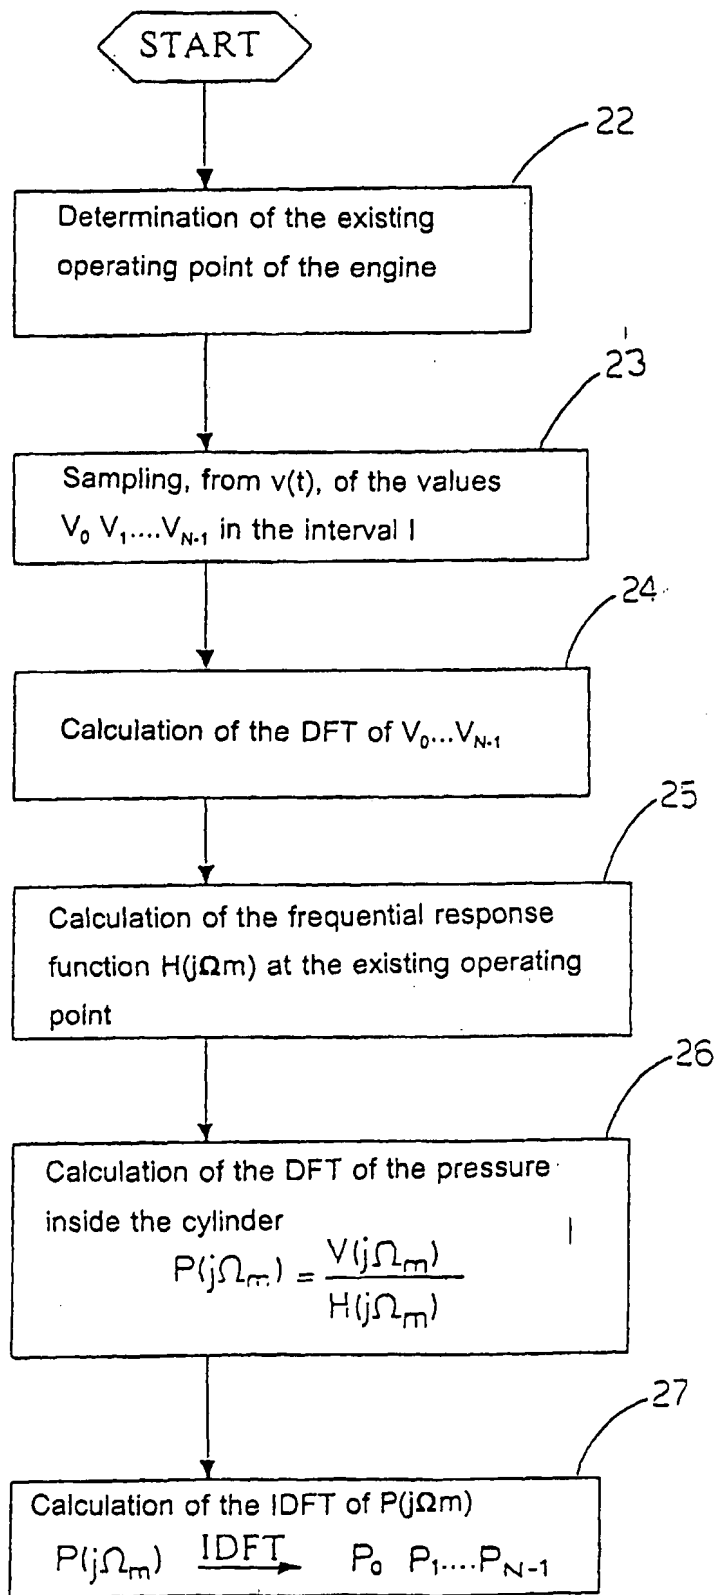 START
22
Determination of the existing
operating point of the engine
23
Sampling, from v(t), of the values
V₀ V₁....V_N-1 in the interval I
24
Calculation of the DFT of V₀...V_N-1
25
Calculation of the frequential response
function H(jΩm) at the existing operating
point
26
Calculation of the DFT of the pressure
inside the cylinder
P(jΩm) = V(jΩm) / H(jΩm)
27
Calculation of the IDFT of P(jΩm)
P(jΩm) IDFT → P₀ P₁....P_N-1